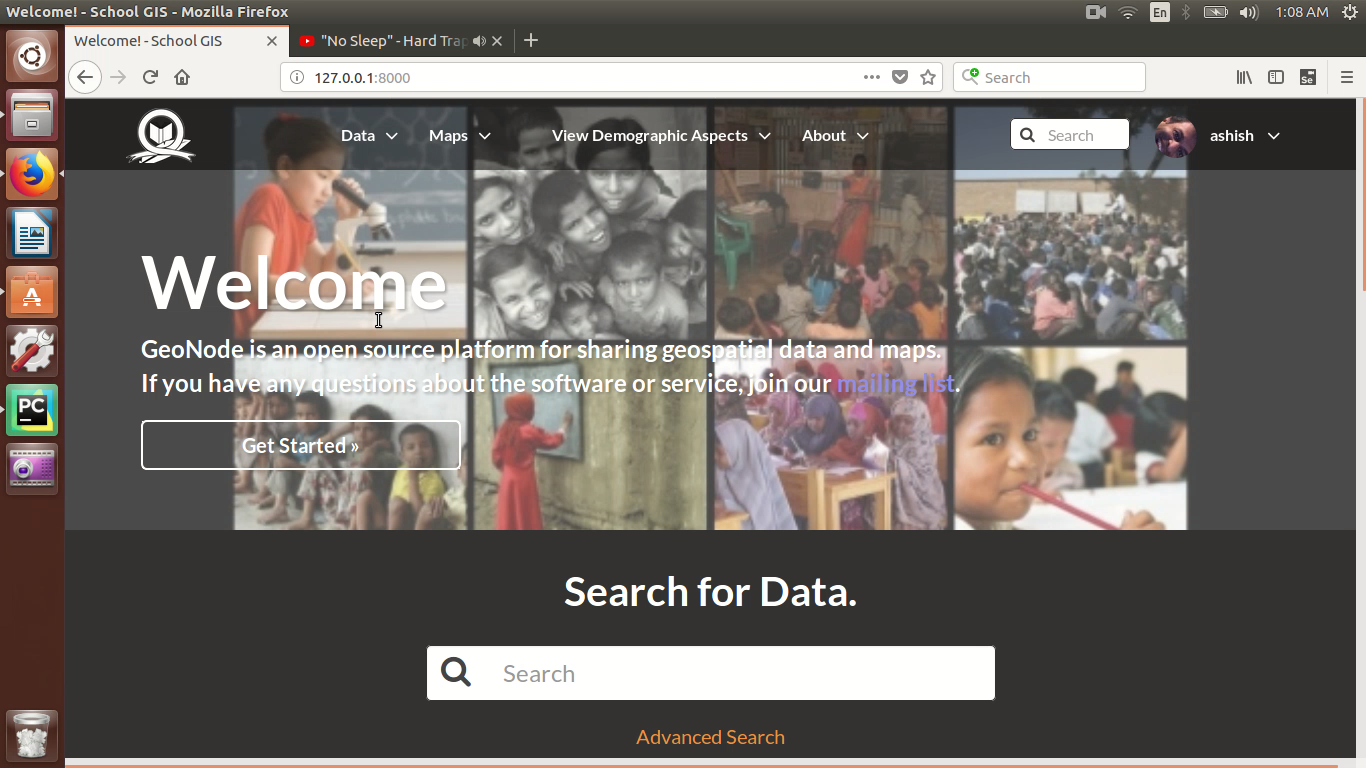 Welcome! - School GIS - Mozilla Firefox
En
1:08 AM
Welcome! - School GIS
"No Sleep" - Hard Trap
127.0.0.1:8000
Search
Se
Data
Maps
View Demographic Aspects
About
Search
ashish
Welcome
GeoNode is an open source platform for sharing geospatial data and maps.
If you have any questions about the software or service, join our mailing list.
Get Started »
PC
Search for Data.
Search
Advanced Search